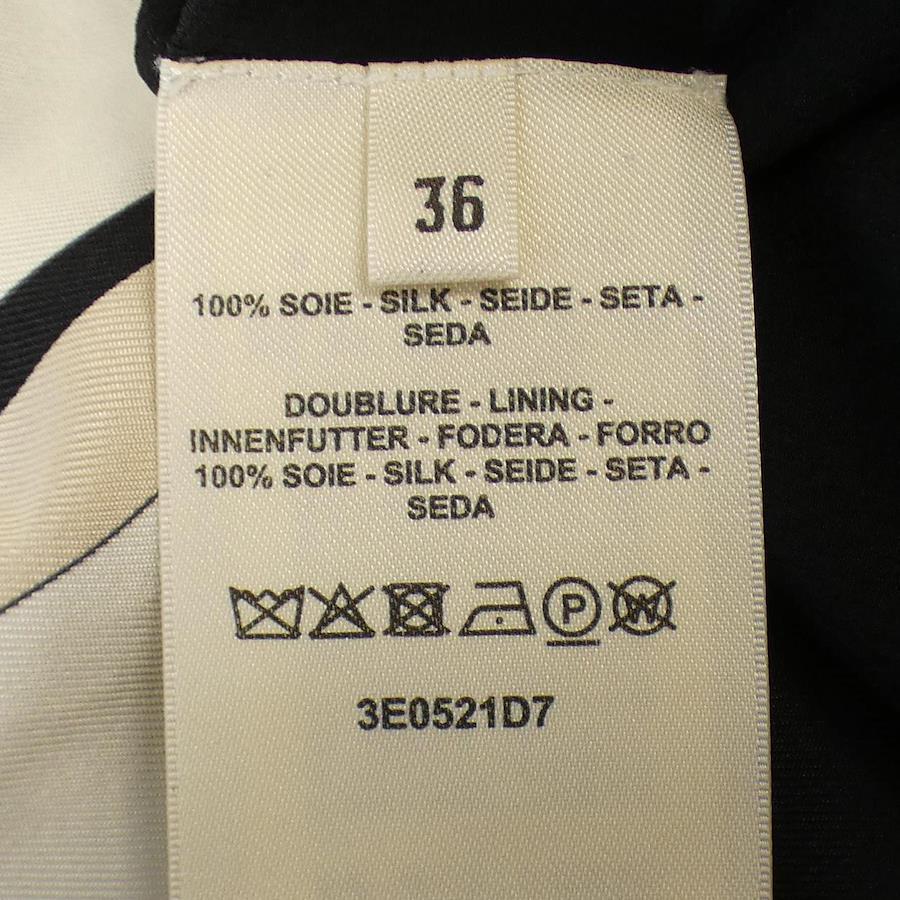 36
100% SOIE - SILK - SEIDE - SETA -
SEDA
DOUBLURE - LINING -
INNENFUTTER - FODERA - FORRO
100% SOIE - SILK - SEIDE - SETA -
SEDA
P W
3E0521D7